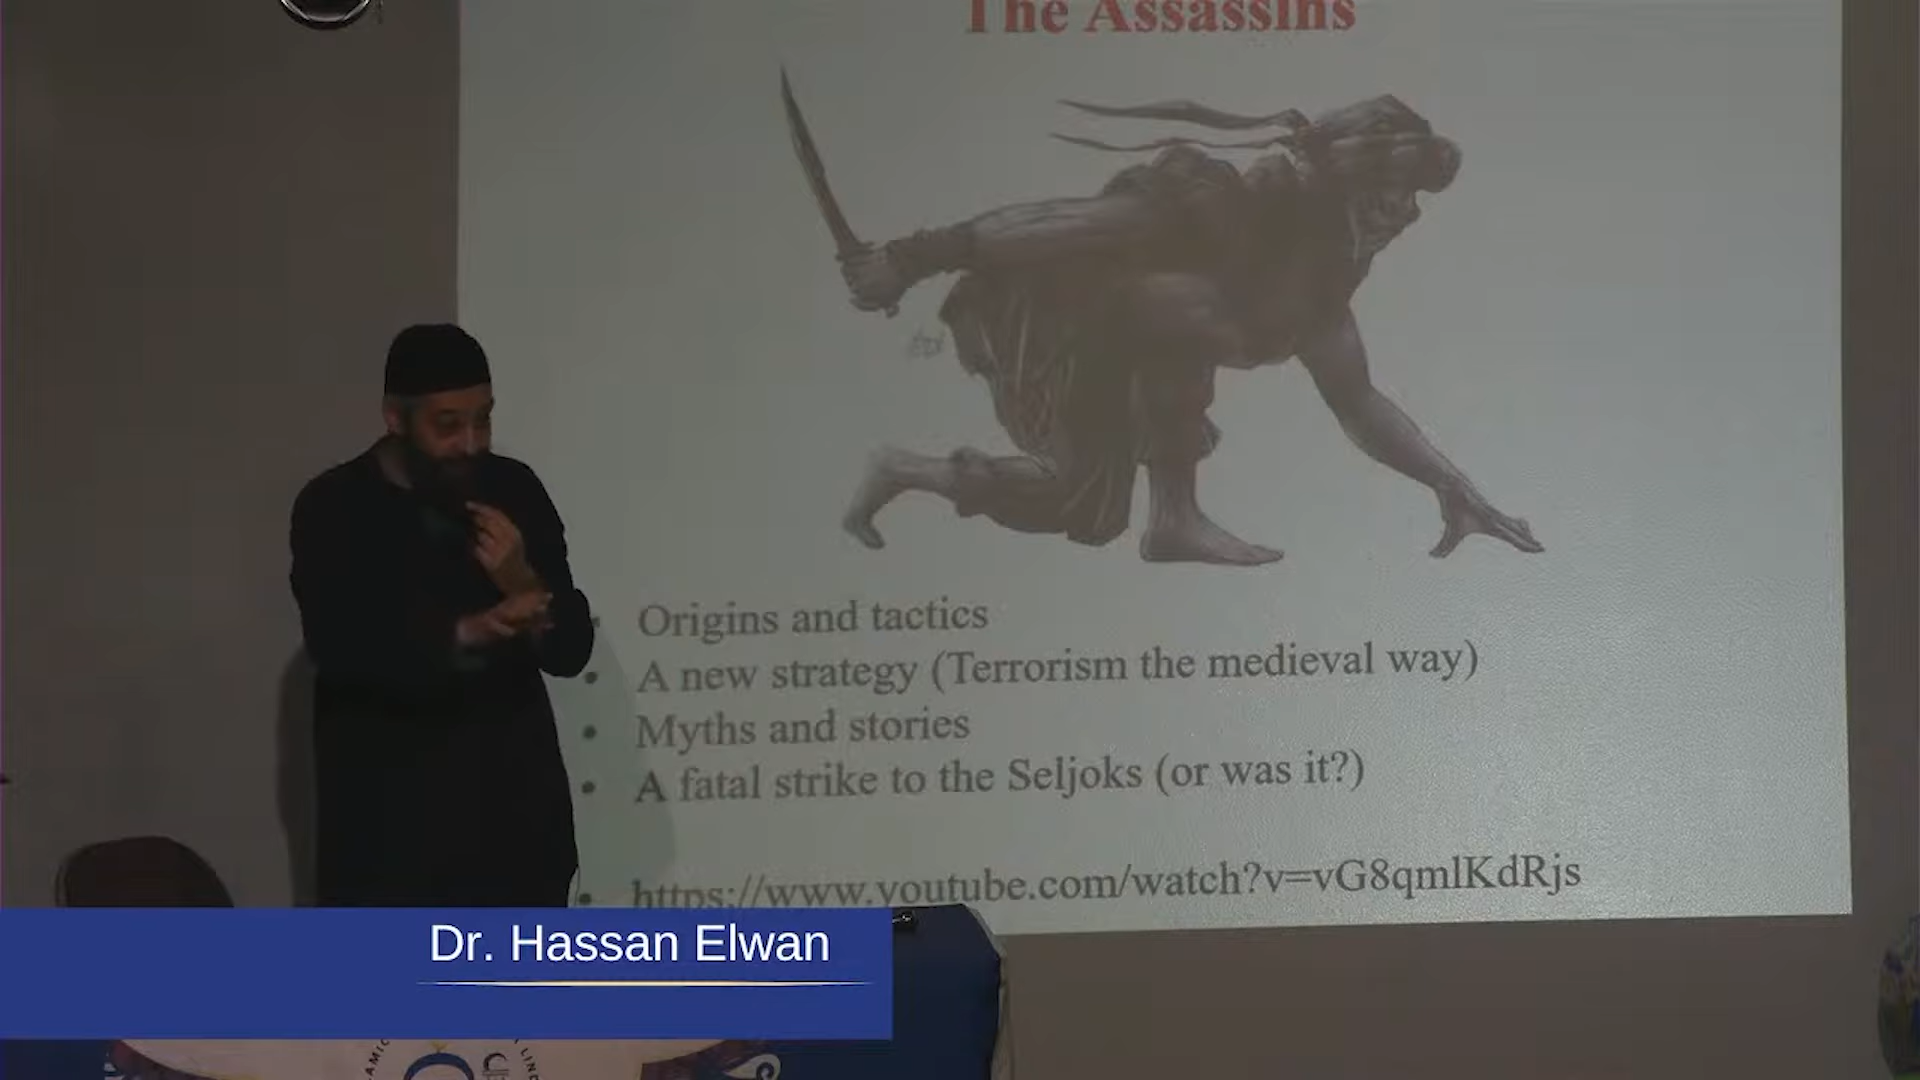 The Assassins
• Origins and tactics
• A new strategy (Terrorism the medieval way)
• Myths and stories
• A fatal strike to the Seljoks (or was it?)
• https://www.youtube.com/watch?v=vG8qmlKdRjs
Dr. Hassan Elwan